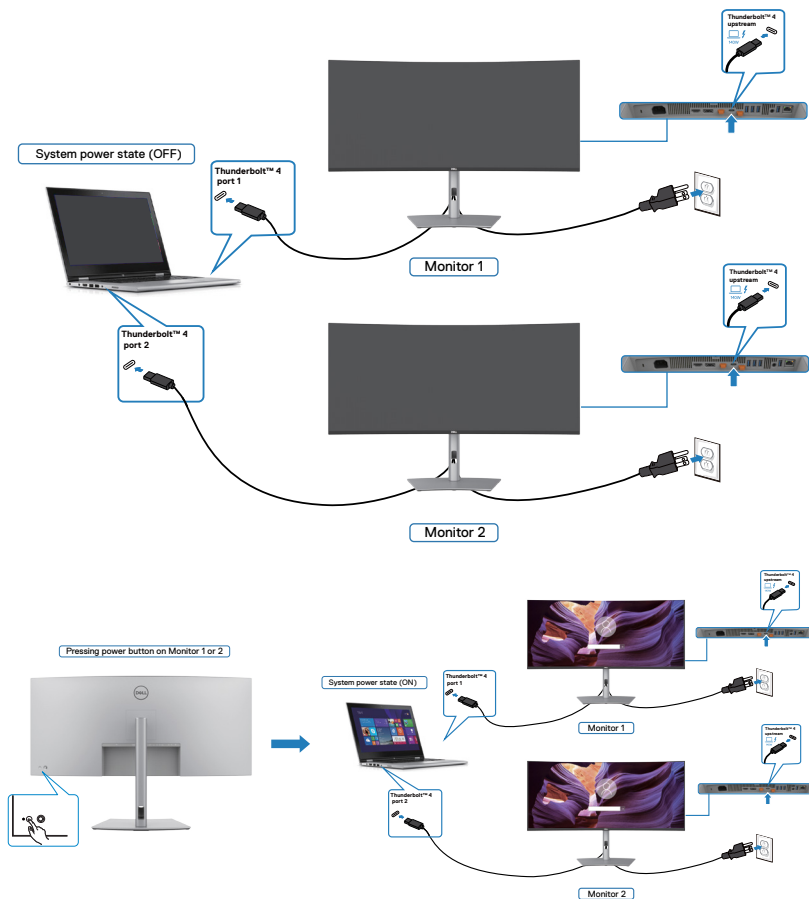 Thunderbolt™ 4
upstream
System power state (OFF)
Thunderbolt™ 4
port 1
Monitor 1
Thunderbolt™ 4
upstream
Thunderbolt™ 4
port 2
Monitor 2
Thunderbolt™ 4
upstream
Pressing power button on Monitor 1 or 2
System power state (ON)
Thunderbolt™ 4
port 1
DELL
Monitor 1
Thunderbolt™ 4
upstream
Thunderbolt™ 4
port 2
Monitor 2